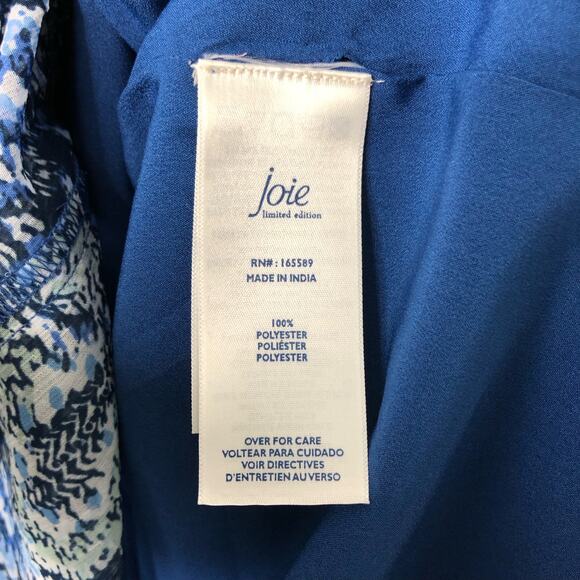 joie
limited edition
RN#: 165589
MADE IN INDIA
100%
POLYESTER
POLIÉSTER
POLYESTER
OVER FOR CARE
VOLTEAR PARA CUIDADO
VOIR DIRECTIVES
D'ENTRETIEN AU VERSO